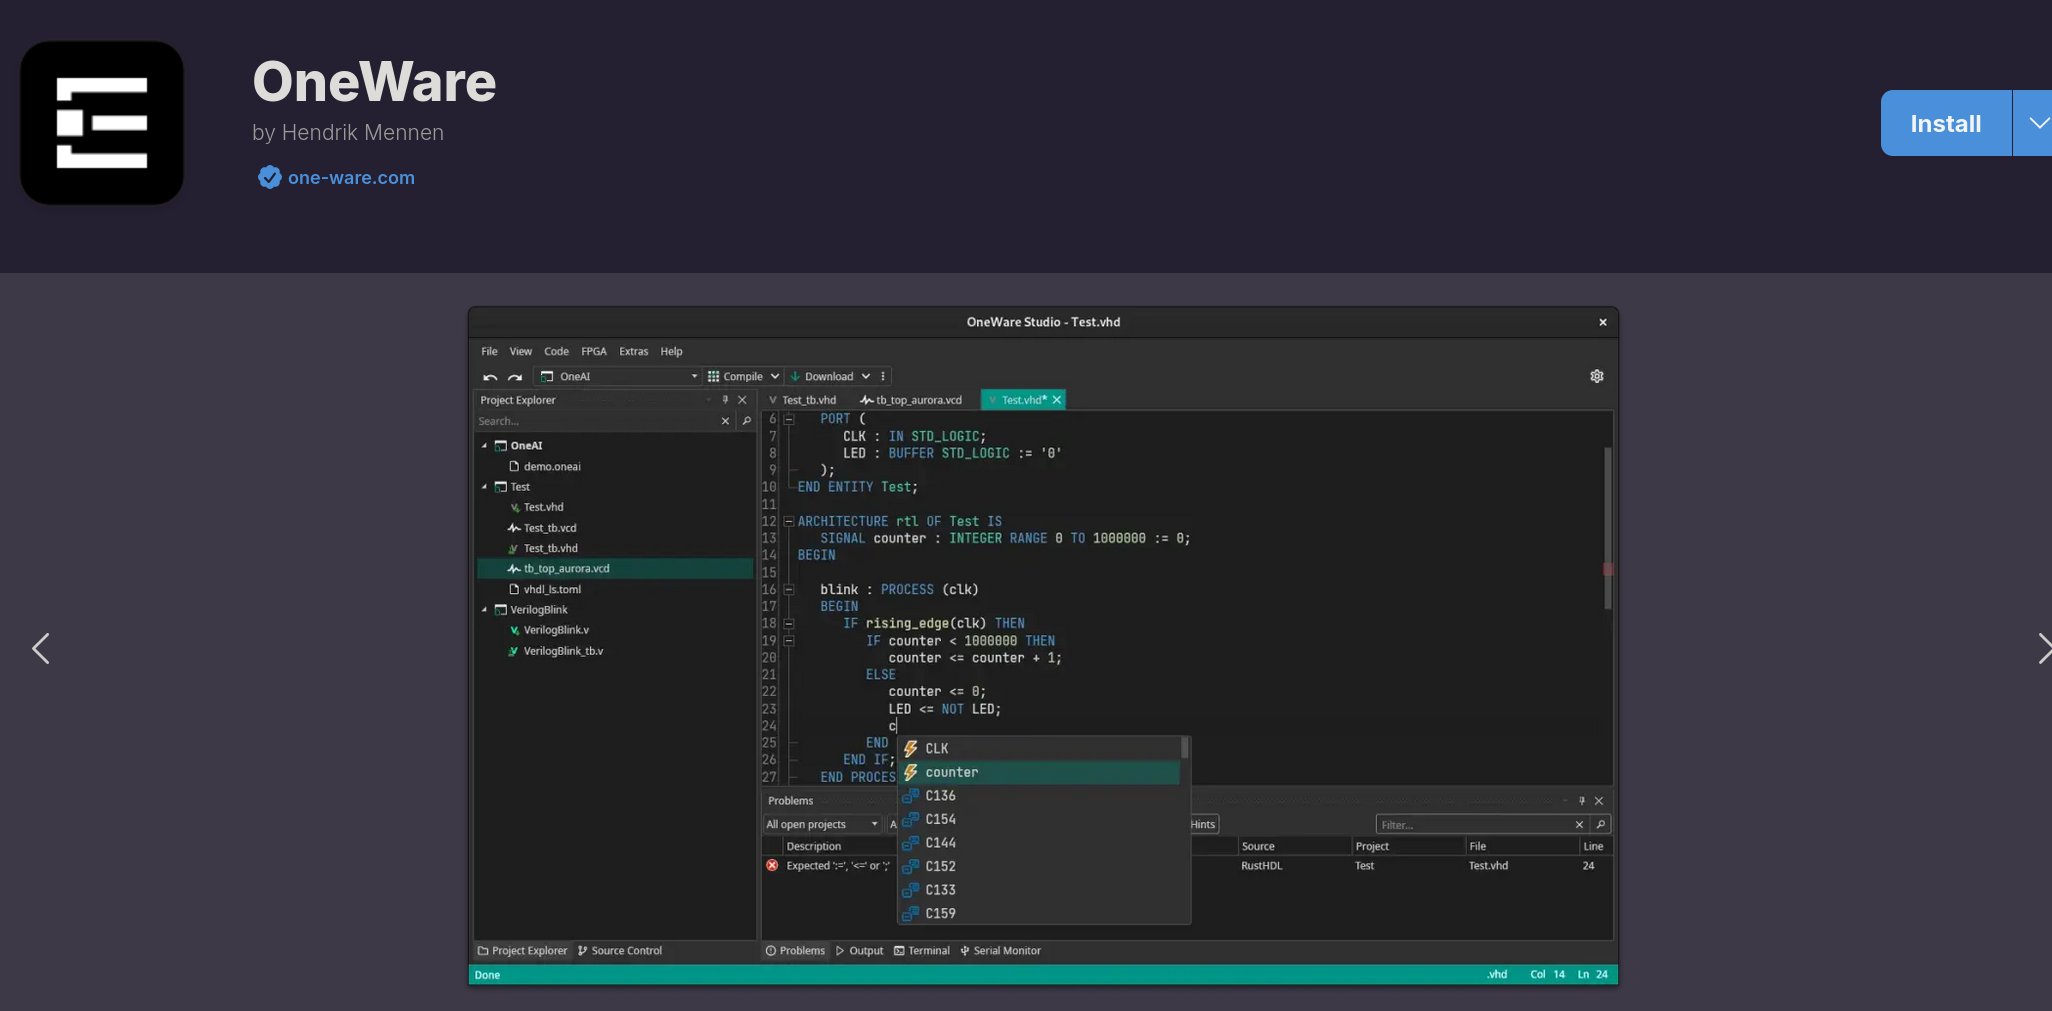 OneWare
by Hendrik Mennen
one-ware.com
Install
OneWare Studio - Test.vhd
File View Code FPGA Extras Help
OneAI Compile Download
Project Explorer
Search...
OneAI
demo.oneai
Test
Test.vhd
Test_tb.vcd
Test_tb.vhd
tb_top_aurora.vcd
vhdl_ls.toml
VerilogBlink
VerilogBlink.v
VerilogBlink_tb.v
Test_tb.vhd tb_top_aurora.vcd Test.vhd*
6 PORT (
7 CLK : IN STD_LOGIC;
8 LED : BUFFER STD_LOGIC := '0'
9 );
10 END ENTITY Test;
11
12 ARCHITECTURE rtl OF Test IS
13 SIGNAL counter : INTEGER RANGE 0 TO 1000000 := 0;
14 BEGIN
15
16 blink : PROCESS (clk)
17 BEGIN
18 IF rising_edge(clk) THEN
19 IF counter < 1000000 THEN
20 counter <= counter + 1;
21 ELSE
22 counter <= 0;
23 LED <= NOT LED;
24 c
25 END
26 END IF;
27 END PROCES
CLK
counter
C136
C154
C144
C152
C133
C159
Problems
All open projects A Hints Filter...
Description Source Project File Line
Expected ':=', '<=' or ';' RustHDL Test Test.vhd 24
Project Explorer Source Control
Problems Output Terminal Serial Monitor
Done .vhd Col 14 Ln 24